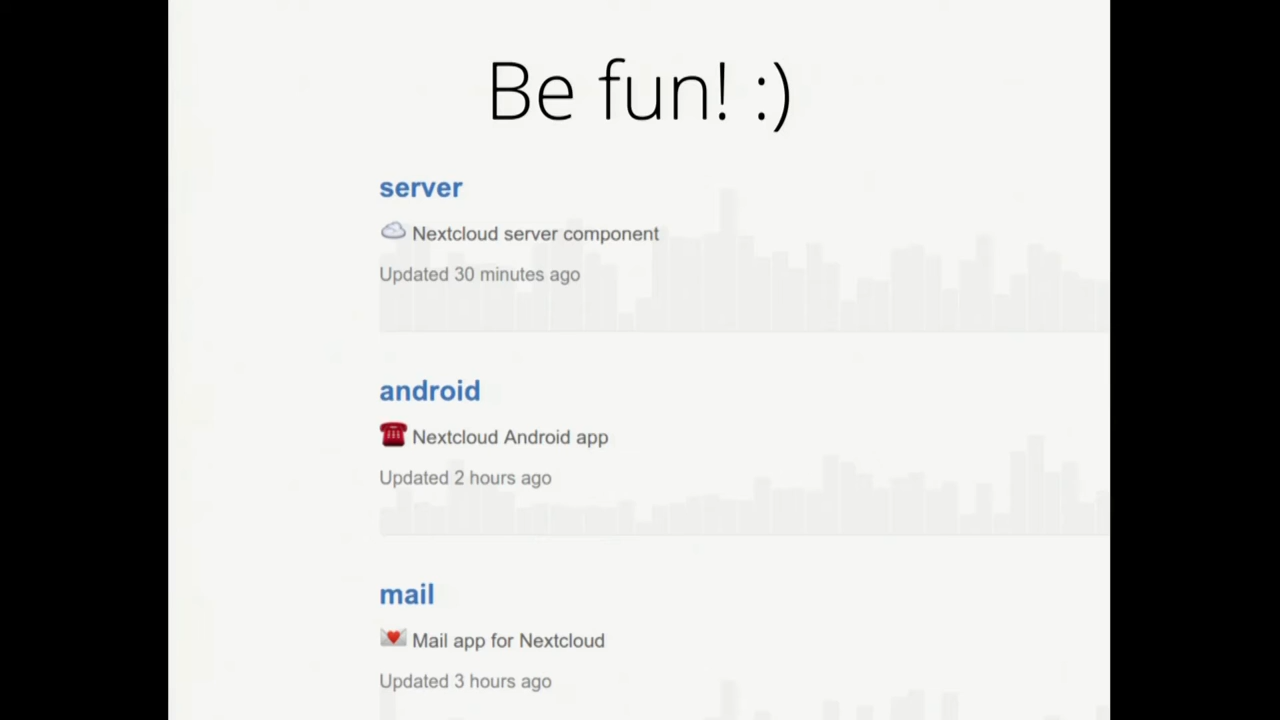 Be fun! :)
server
Nextcloud server component
Updated 30 minutes ago
android
Nextcloud Android app
Updated 2 hours ago
mail
Mail app for Nextcloud
Updated 3 hours ago